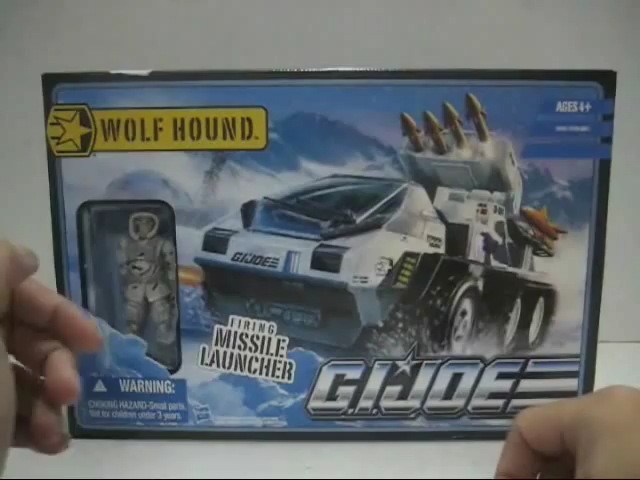 WOLF HOUND™
AGES 4+
G.I. JOE
FIRING
MISSILE
LAUNCHER
WARNING:
CHOKING HAZARD-Small parts.
Not for children under 3 years.
G.I. JOE